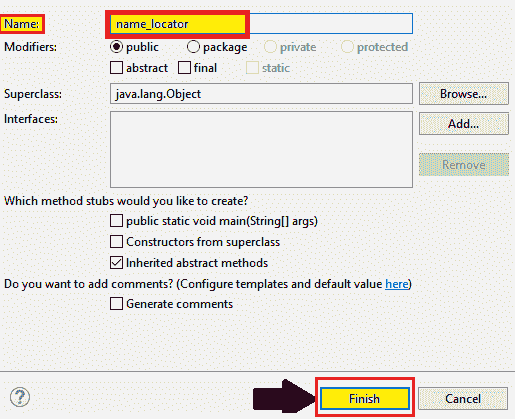 Name: name_locator
Modifiers: public package private protected
abstract final static
Superclass: java.lang.Object Browse...
Interfaces: Add...
Remove
Which method stubs would you like to create?
public static void main(String[] args)
Constructors from superclass
Inherited abstract methods
Do you want to add comments? (Configure templates and default value here)
Generate comments
? Finish Cancel